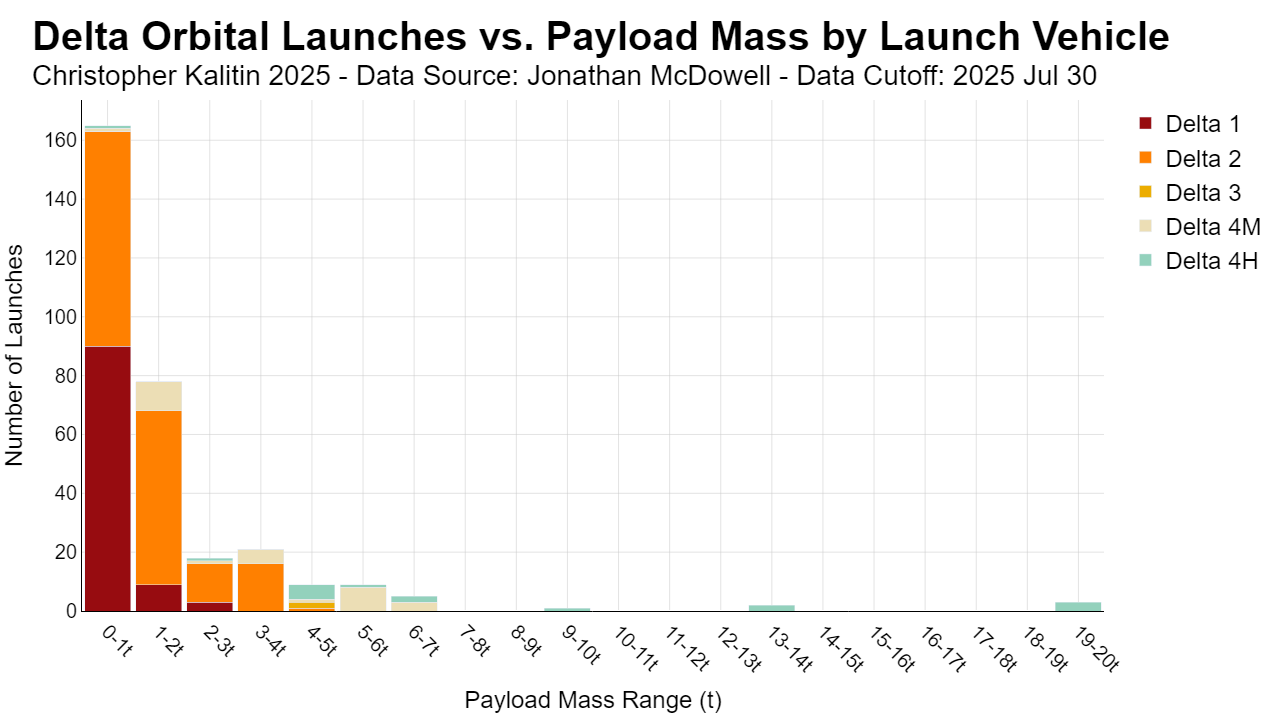 Delta Orbital Launches vs. Payload Mass by Launch Vehicle
Christopher Kalitin 2025 - Data Source: Jonathan McDowell - Data Cutoff: 2025 Jul 30
Delta 1
Delta 2
Delta 3
Delta 4M
Delta 4H
Number of Launches
160
140
120
100
80
60
40
20
0
0-1t
1-2t
2-3t
3-4t
4-5t
5-6t
6-7t
7-8t
8-9t
9-10t
10-11t
11-12t
12-13t
13-14t
14-15t
15-16t
16-17t
17-18t
18-19t
19-20t
Payload Mass Range (t)